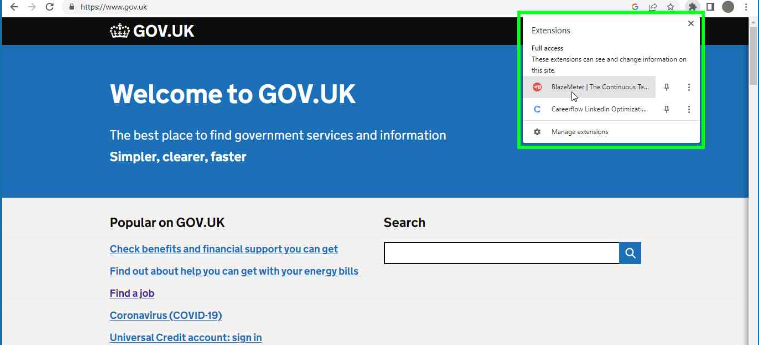 https://www.gov.uk
GOV.UK
Extensions
Full access
These extensions can see and change information on
this site.
BlazeMeter | The Continuous Te...
Careerflow LinkedIn Optimizati...
Manage extensions
Welcome to GOV.UK
The best place to find government services and information
Simpler, clearer, faster
Popular on GOV.UK
Check benefits and financial support you can get
Find out about help you can get with your energy bills
Find a job
Coronavirus (COVID-19)
Universal Credit account: sign in
Search